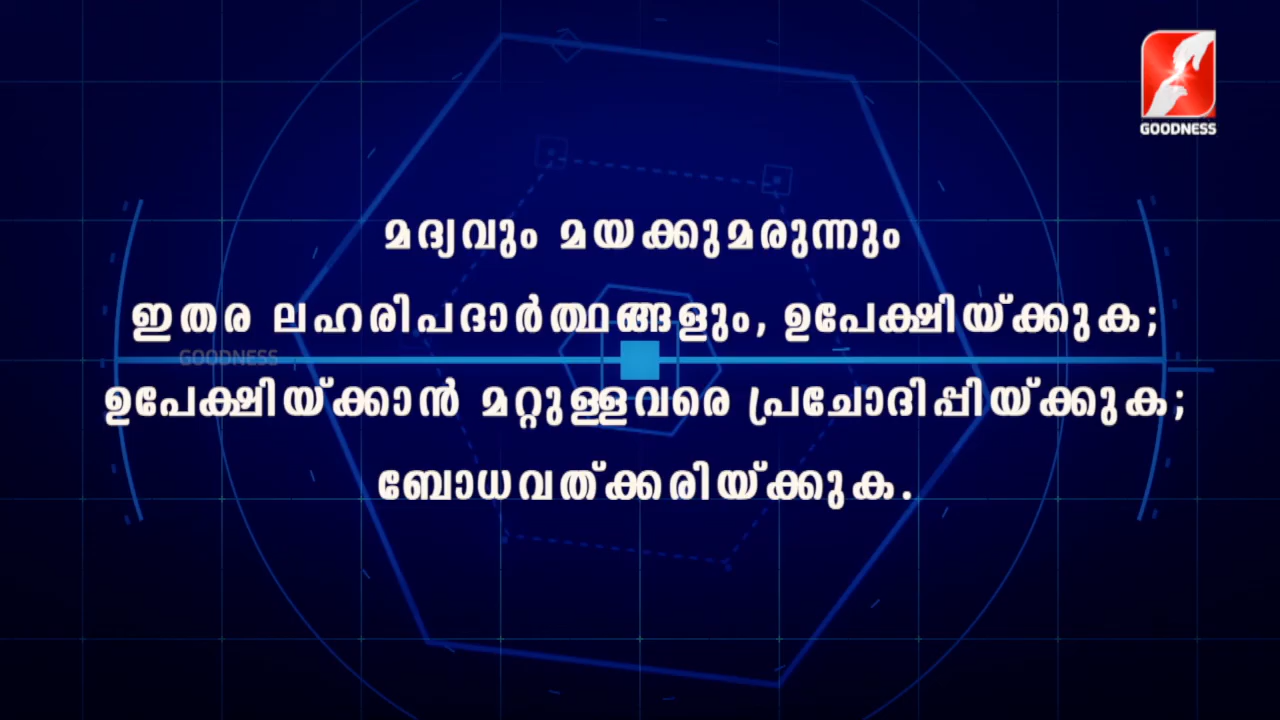 GOODNESS
മദ്യവും മയക്കുമരുന്നും
ഇതര ലഹരിപദാർത്ഥങ്ങളും, ഉപേക്ഷിയ്ക്കുക;
GOODNESS
ഉപേക്ഷിയ്ക്കാൻ മറ്റുള്ളവരെ പ്രചോദിപ്പിയ്ക്കുക;
ബോധവത്ക്കരിയ്ക്കുക.